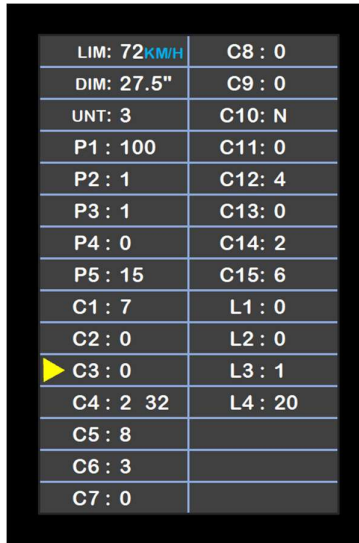 LIM: 72KM/H
DIM: 27.5"
UNT: 3
P1 : 100
P2 : 1
P3 : 1
P4 : 0
P5 : 15
C1 : 7
C2 : 0
C3 : 0
C4 : 2 32
C5 : 8
C6 : 3
C7 : 0
C8 : 0
C9 : 0
C10: N
C11: 0
C12: 4
C13: 0
C14: 2
C15: 6
L1 : 0
L2 : 0
L3 : 1
L4 : 20